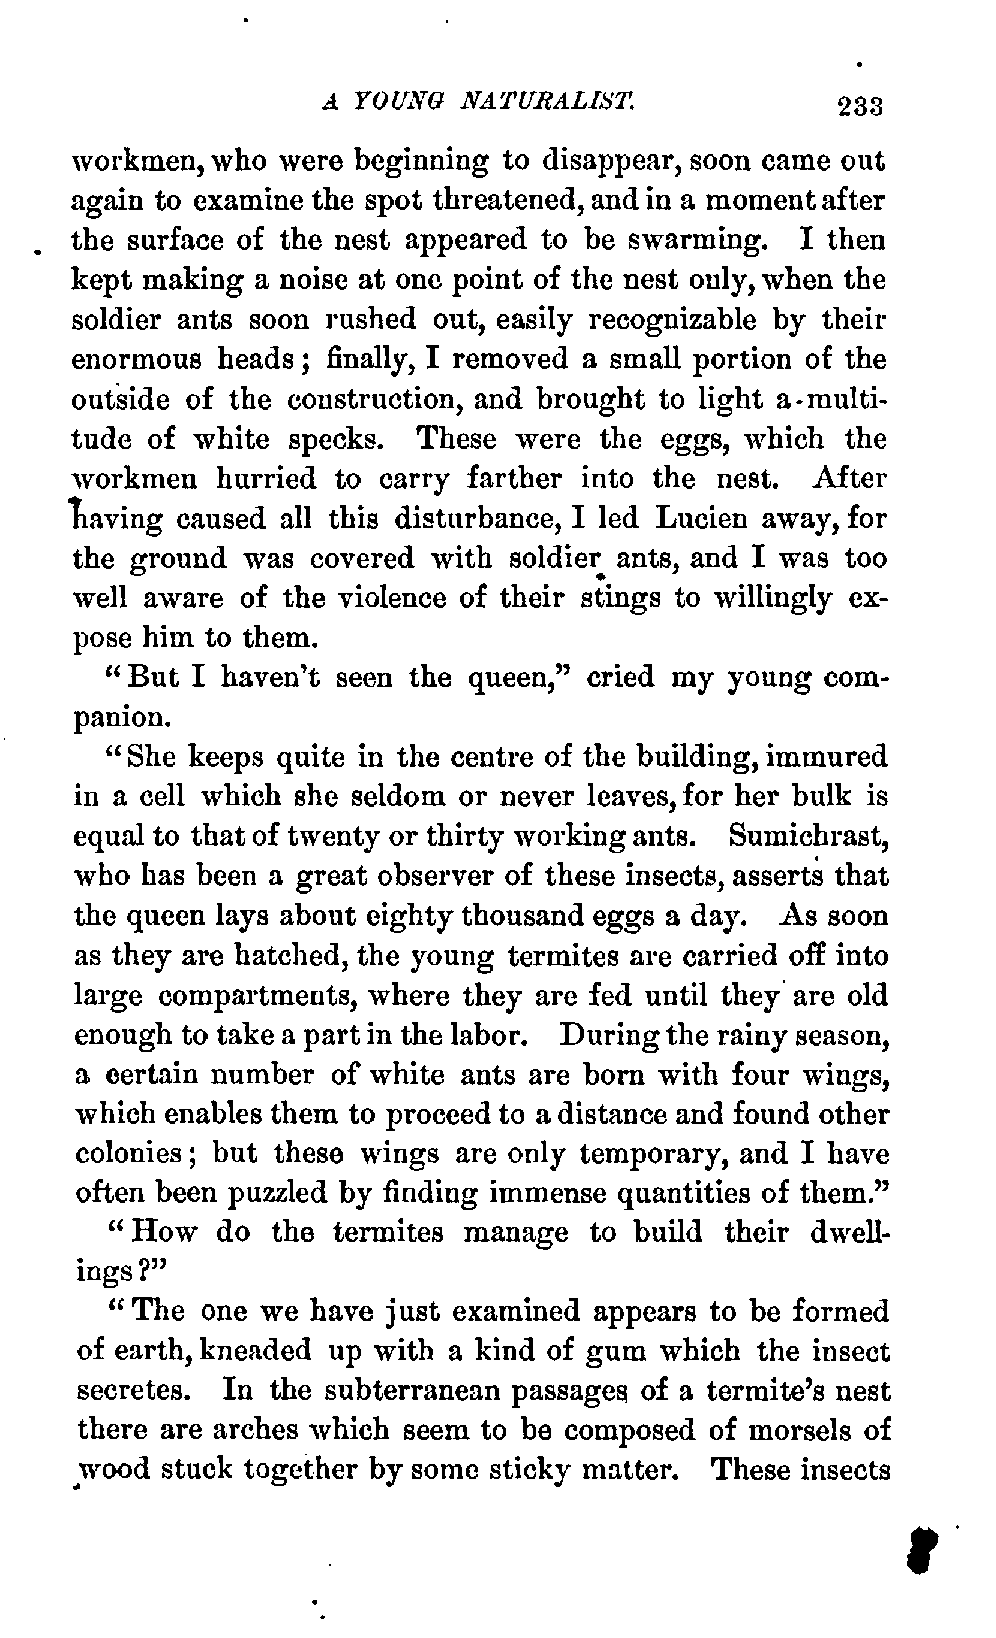 A YOUNG NATURALIST. 233
workmen, who were beginning to disappear, soon came out
again to examine the spot threatened, and in a moment after
the surface of the nest appeared to be swarming. I then
kept making a noise at one point of the nest only, when the
soldier ants soon rushed out, easily recognizable by their
enormous heads; finally, I removed a small portion of the
outside of the construction, and brought to light a multi-
tude of white specks. These were the eggs, which the
workmen hurried to carry farther into the nest. After
having caused all this disturbance, I led Lucien away, for
the ground was covered with soldier ants, and I was too
well aware of the violence of their stings to willingly ex-
pose him to them.
"But I haven't seen the queen," cried my young com-
panion.
"She keeps quite in the centre of the building, immured
in a cell which she seldom or never leaves, for her bulk is
equal to that of twenty or thirty working ants. Sumichrast,
who has been a great observer of these insects, asserts that
the queen lays about eighty thousand eggs a day. As soon
as they are hatched, the young termites are carried off into
large compartments, where they are fed until they are old
enough to take a part in the labor. During the rainy season,
a certain number of white ants are born with four wings,
which enables them to proceed to a distance and found other
colonies; but these wings are only temporary, and I have
often been puzzled by finding immense quantities of them."
"How do the termites manage to build their dwell-
ings?"
"The one we have just examined appears to be formed
of earth, kneaded up with a kind of gum which the insect
secretes. In the subterranean passages of a termite's nest
there are arches which seem to be composed of morsels of
wood stuck together by some sticky matter. These insects